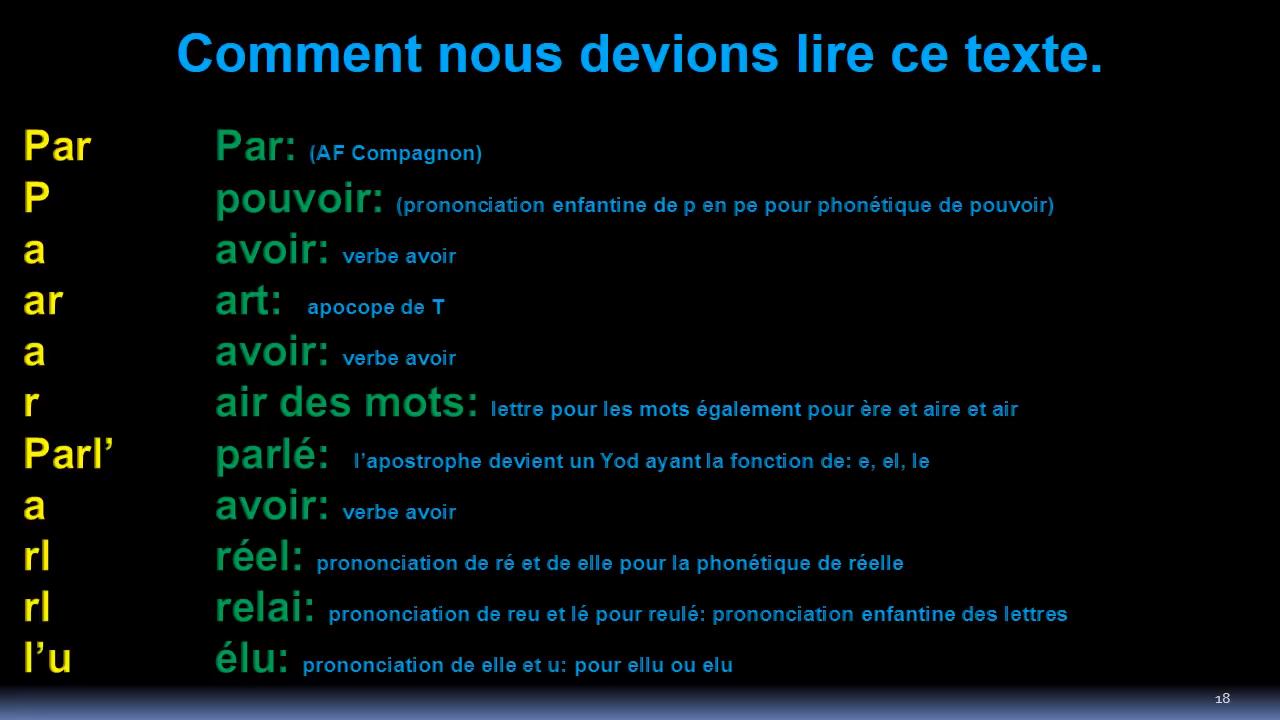 Comment nous devions lire ce texte.
Par Par: (AF Compagnon)
P pouvoir: (prononciation enfantine de p en pe pour phonétique de pouvoir)
a avoir: verbe avoir
ar art: apocope de T
a avoir: verbe avoir
r air des mots: lettre pour les mots également pour ère et aire et air
Parl’ parlé: l’apostrophe devient un Yod ayant la fonction de: e, el, le
a avoir: verbe avoir
rl réel: prononciation de ré et de elle pour la phonétique de réelle
rl relai: prononciation de reu et lé pour reulé: prononciation enfantine des lettres
l’u élu: prononciation de elle et u: pour ellu ou elu
18